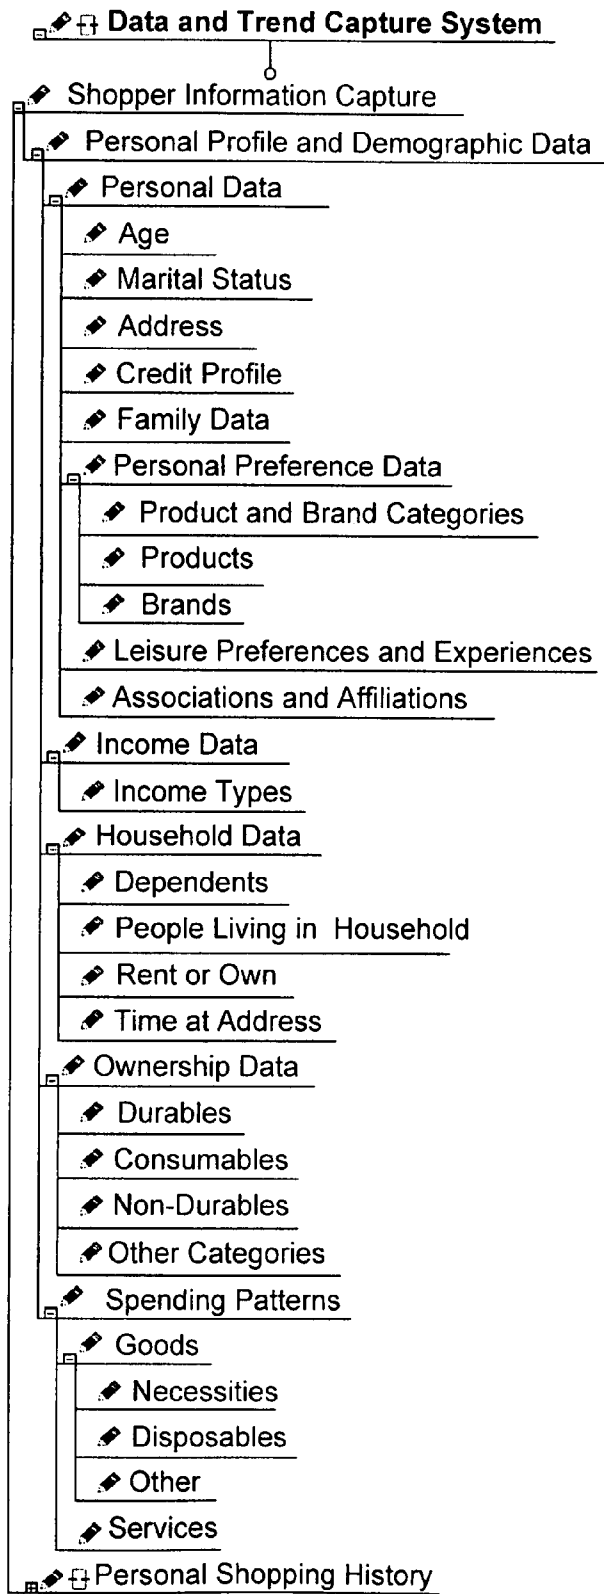 Data and Trend Capture System
Shopper Information Capture
Personal Profile and Demographic Data
Personal Data
Age
Marital Status
Address
Credit Profile
Family Data
Personal Preference Data
Product and Brand Categories
Products
Brands
Leisure Preferences and Experiences
Associations and Affiliations
Income Data
Income Types
Household Data
Dependents
People Living in Household
Rent or Own
Time at Address
Ownership Data
Durables
Consumables
Non-Durables
Other Categories
Spending Patterns
Goods
Necessities
Disposables
Other
Services
Personal Shopping History